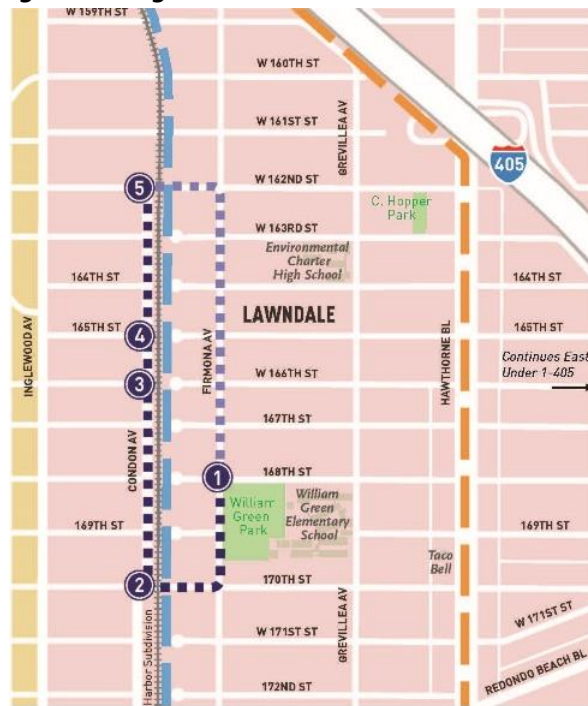 W 159TH ST
W 160TH ST
W 161ST ST
GREVILLEA AV
405
5
W 162ND ST
C. Hopper
Park
W 163RD ST
Environmental
Charter
High School
164TH ST
164TH ST
LAWNDALE
4
165TH ST
165TH ST
INGLEWOOD AV
FIRMONA AV
HAWTHORNE BL
Continues East
Under 1-405
3
W 166TH ST
167TH ST
CONDON AV
1
168TH ST
William
Green
Park
William
Green
Elementary
School
169TH ST
169TH ST
Taco
Bell
2
170TH ST
Harbor Subdivision
GREVILLEA AV
W 171ST ST
W 171ST ST
REDONDO BEACH BL
172ND ST